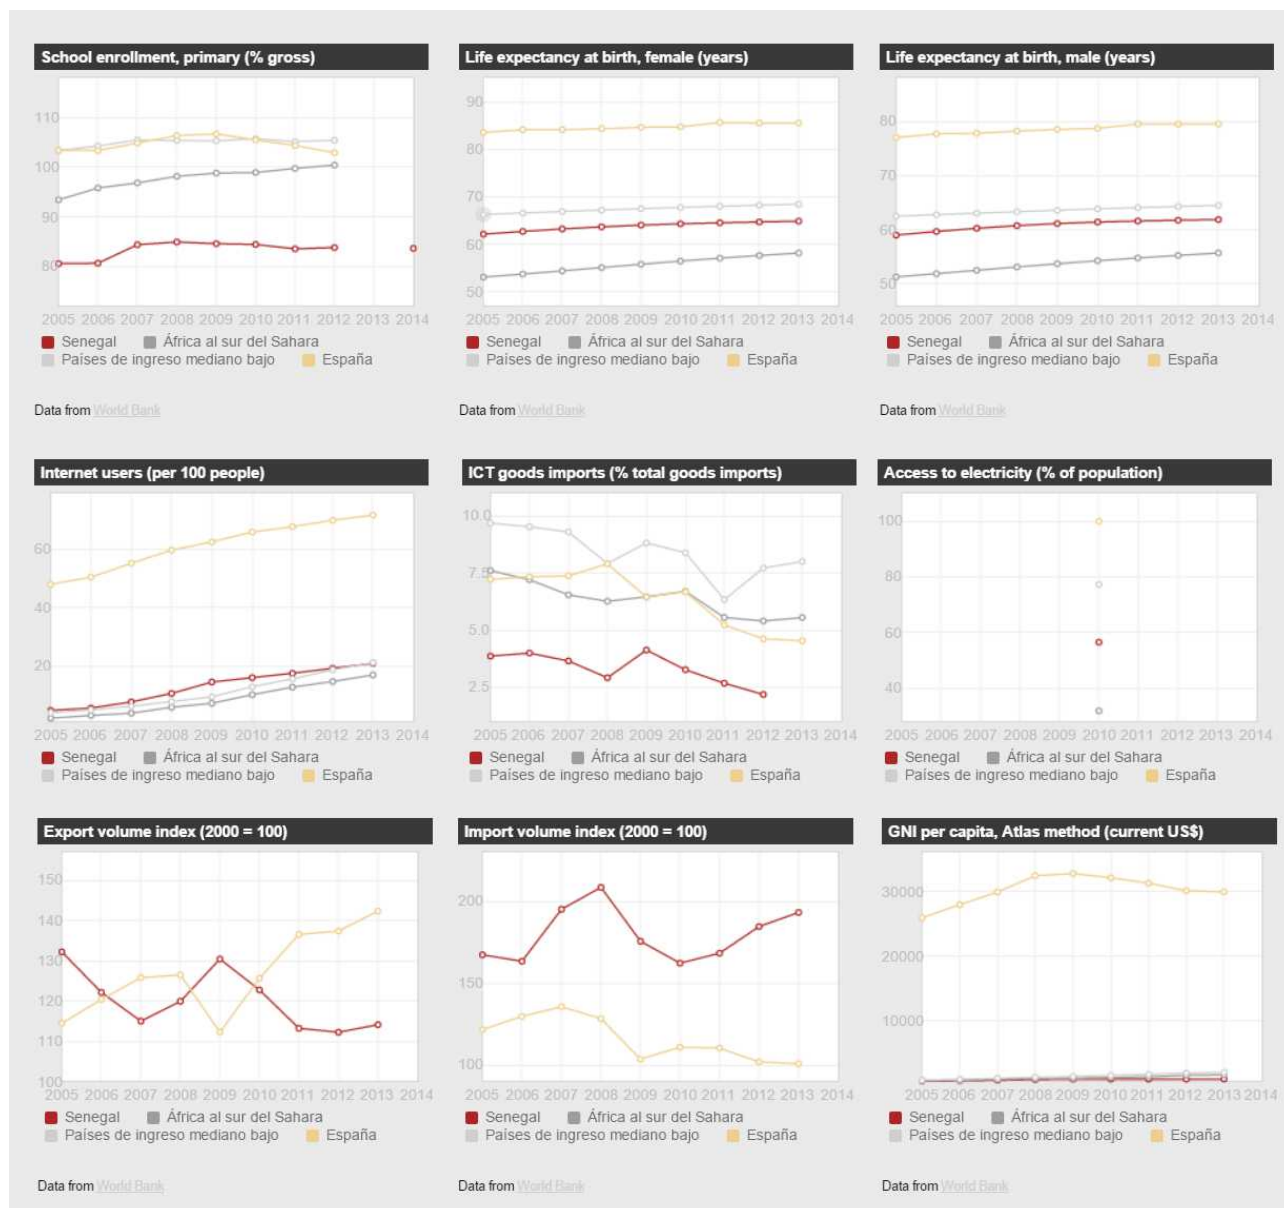 School enrollment, primary (% gross)
110
100
90
80
2005 2006 2007 2008 2009 2010 2011 2012 2013 2014
Senegal África al sur del Sahara
Países de ingreso mediano bajo España
Data from World Bank
Life expectancy at birth, female (years)
90
80
70
60
50
2005 2006 2007 2008 2009 2010 2011 2012 2013 2014
Senegal África al sur del Sahara
Países de ingreso mediano bajo España
Data from World Bank
Life expectancy at birth, male (years)
80
70
60
50
2005 2006 2007 2008 2009 2010 2011 2012 2013 2014
Senegal África al sur del Sahara
Países de ingreso mediano bajo España
Data from World Bank
Internet users (per 100 people)
60
40
20
2005 2006 2007 2008 2009 2010 2011 2012 2013 2014
Senegal África al sur del Sahara
Países de ingreso mediano bajo España
ICT goods imports (% total goods imports)
10.0
7.5
5.0
2.5
2005 2006 2007 2008 2009 2010 2011 2012 2013 2014
Senegal África al sur del Sahara
Países de ingreso mediano bajo España
Access to electricity (% of population)
100
80
60
40
2005 2006 2007 2008 2009 2010 2011 2012 2013 2014
Senegal África al sur del Sahara
Países de ingreso mediano bajo España
Export volume index (2000 = 100)
150
140
130
120
110
100
2005 2006 2007 2008 2009 2010 2011 2012 2013 2014
Senegal África al sur del Sahara
Países de ingreso mediano bajo España
Data from World Bank
Import volume index (2000 = 100)
200
150
100
2005 2006 2007 2008 2009 2010 2011 2012 2013 2014
Senegal África al sur del Sahara
Países de ingreso mediano bajo España
Data from World Bank
GNI per capita, Atlas method (current US$)
30000
20000
10000
2005 2006 2007 2008 2009 2010 2011 2012 2013 2014
Senegal África al sur del Sahara
Países de ingreso mediano bajo España
Data from World Bank